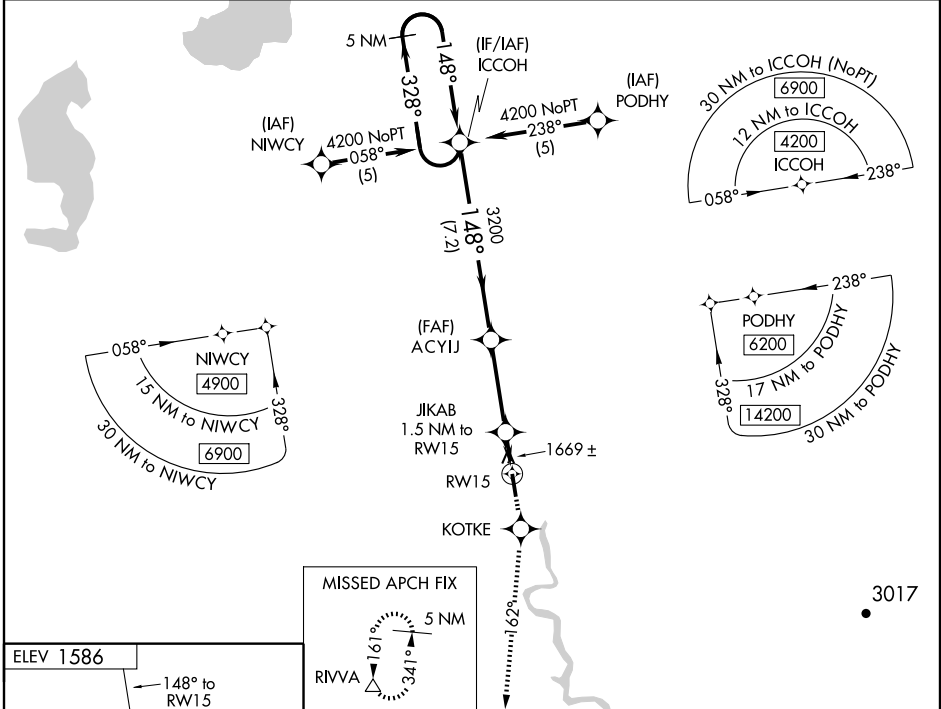 5 NM
148°
328°
(IF/IAF)
ICCOH
(IAF)
PODHY
4200 NoPT
238°
(5)
(IAF)
NIWCY
4200 NoPT
058°
(5)
30 NM to ICCOH (NoPT)
6900
12 NM to ICCOH
4200
ICCOH
058°
238°
3200
148°
(7.2)
(FAF)
ACYIJ
058°
NIWCY
4900
15 NM to NIWCY
328°
6900
30 NM to NIWCY
238°
PODHY
6200
17 NM to PODHY
328°
14200
30 NM to PODHY
JIKAB
1.5 NM to
RW15
1669 ±
RW15
KOTKE
162°
3017
MISSED APCH FIX
5 NM
161°
341°
RIVVA
ELEV 1586
148° to
RW15